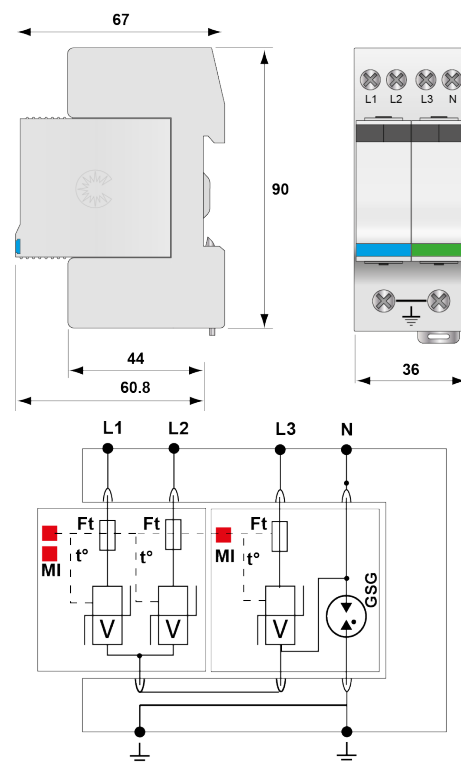 67
90
L1 L2 L3 N
44
60.8
36
L1 L2 L3 N
Ft Ft Ft
MI t° t° MI t°
GSG
V V V